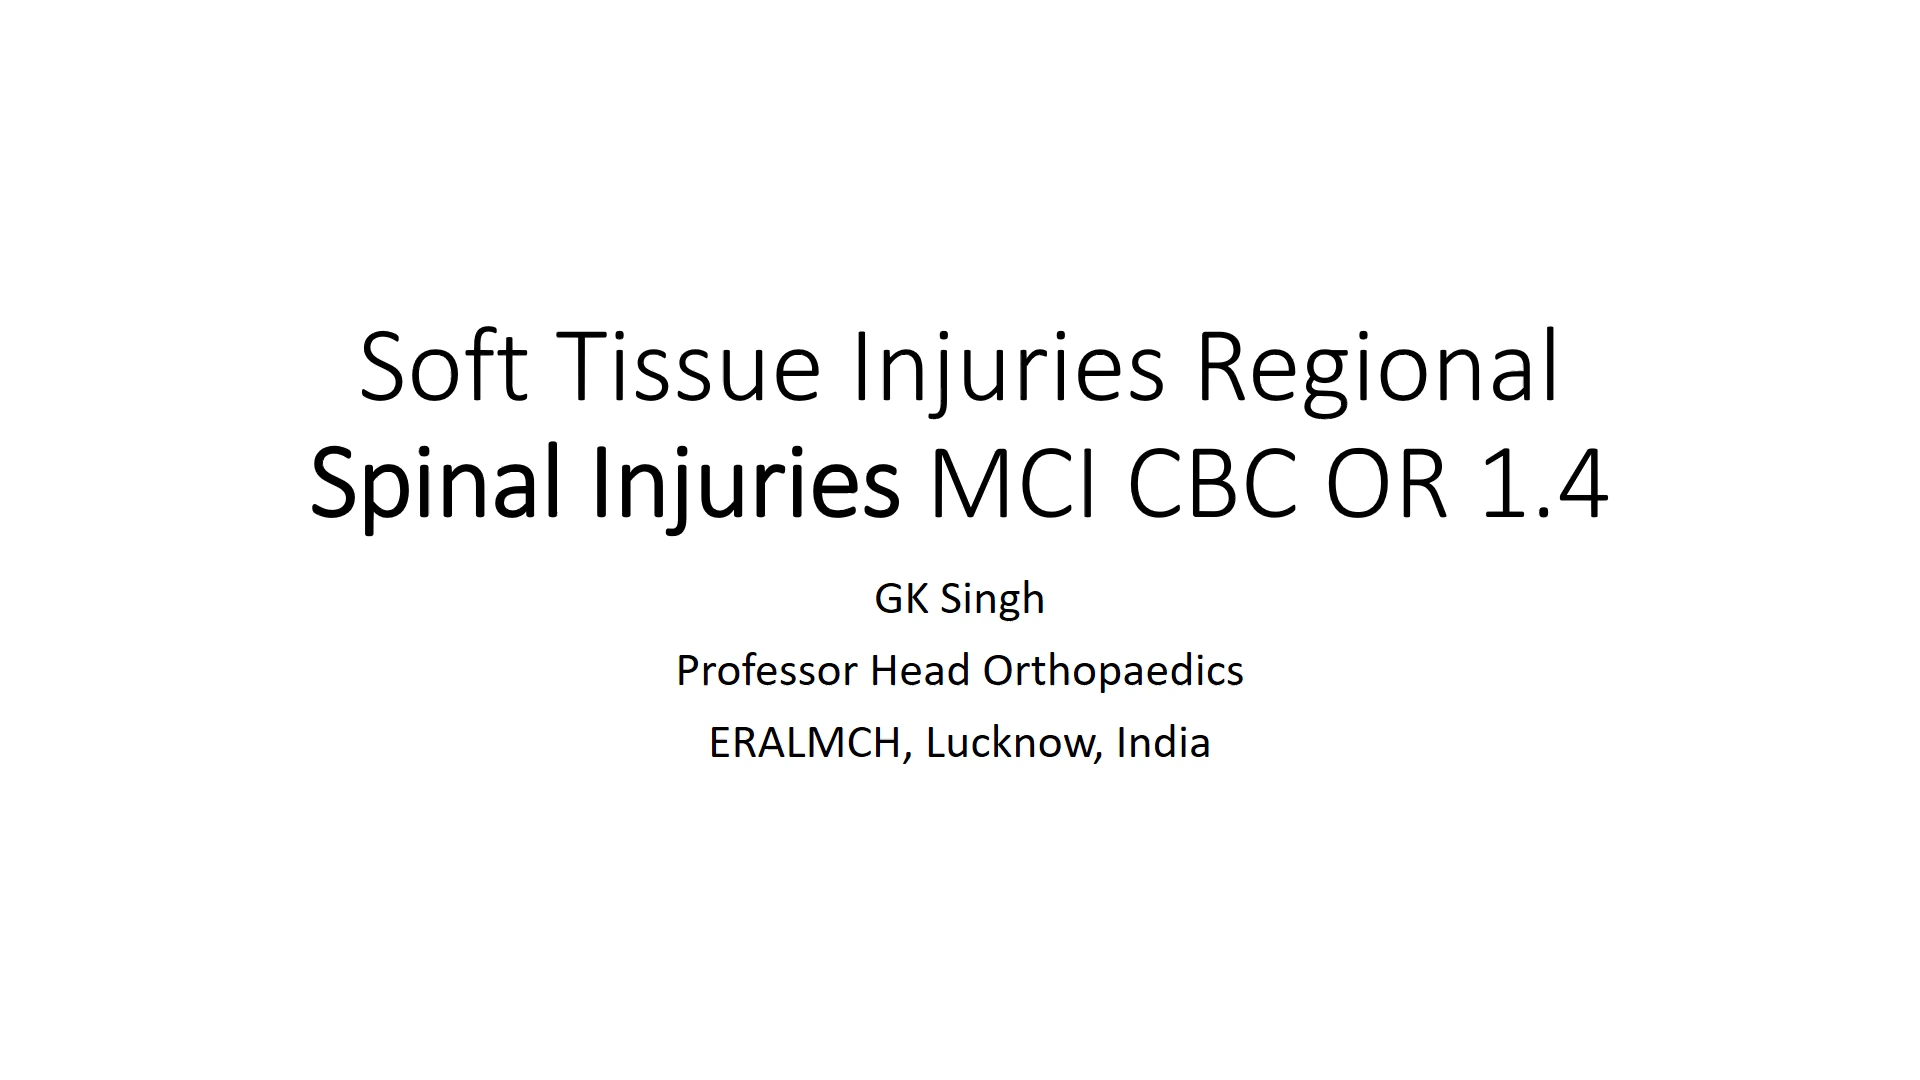 Soft Tissue Injuries Regional
Spinal Injuries MCI CBC OR 1.4
GK Singh
Professor Head Orthopaedics
ERALMCH, Lucknow, India